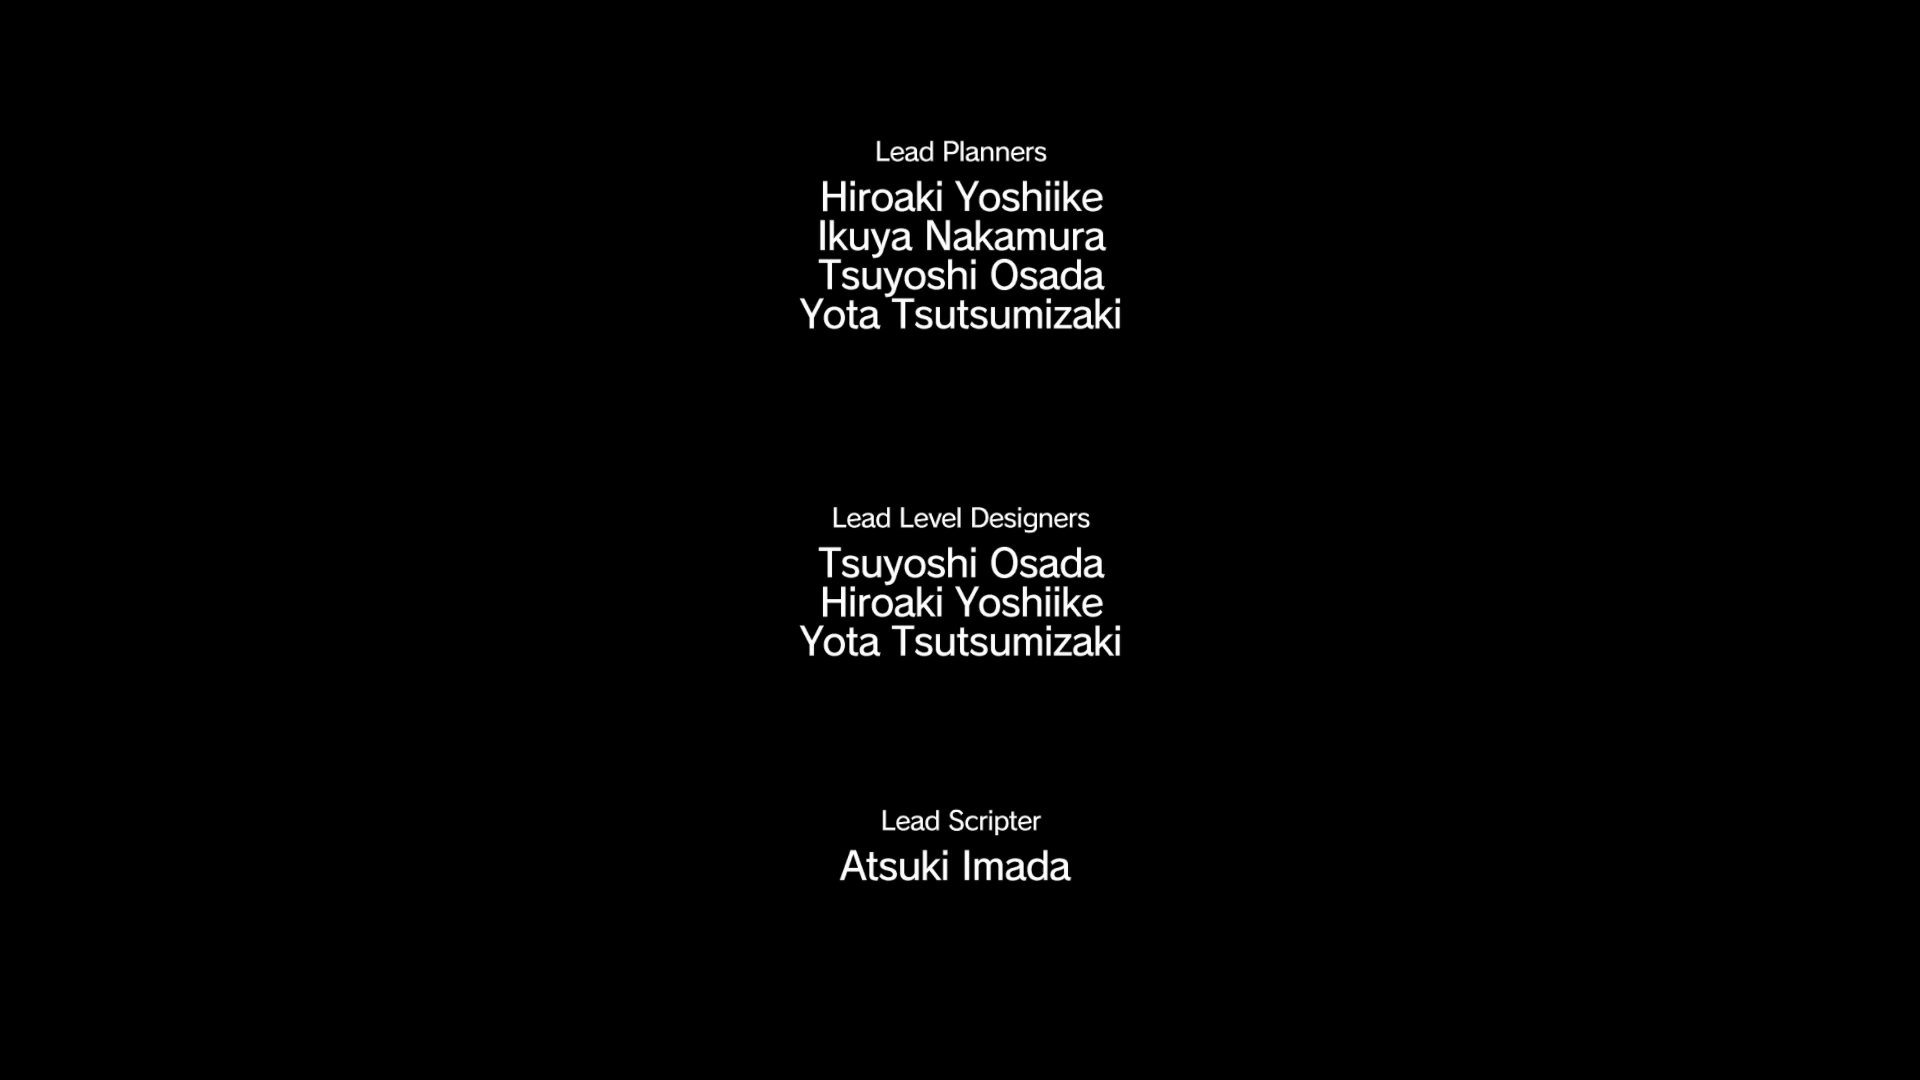 Lead Planners
Hiroaki Yoshiike
Ikuya Nakamura
Tsuyoshi Osada
Yota Tsutsumizaki
Lead Level Designers
Tsuyoshi Osada
Hiroaki Yoshiike
Yota Tsutsumizaki
Lead Scripter
Atsuki Imada